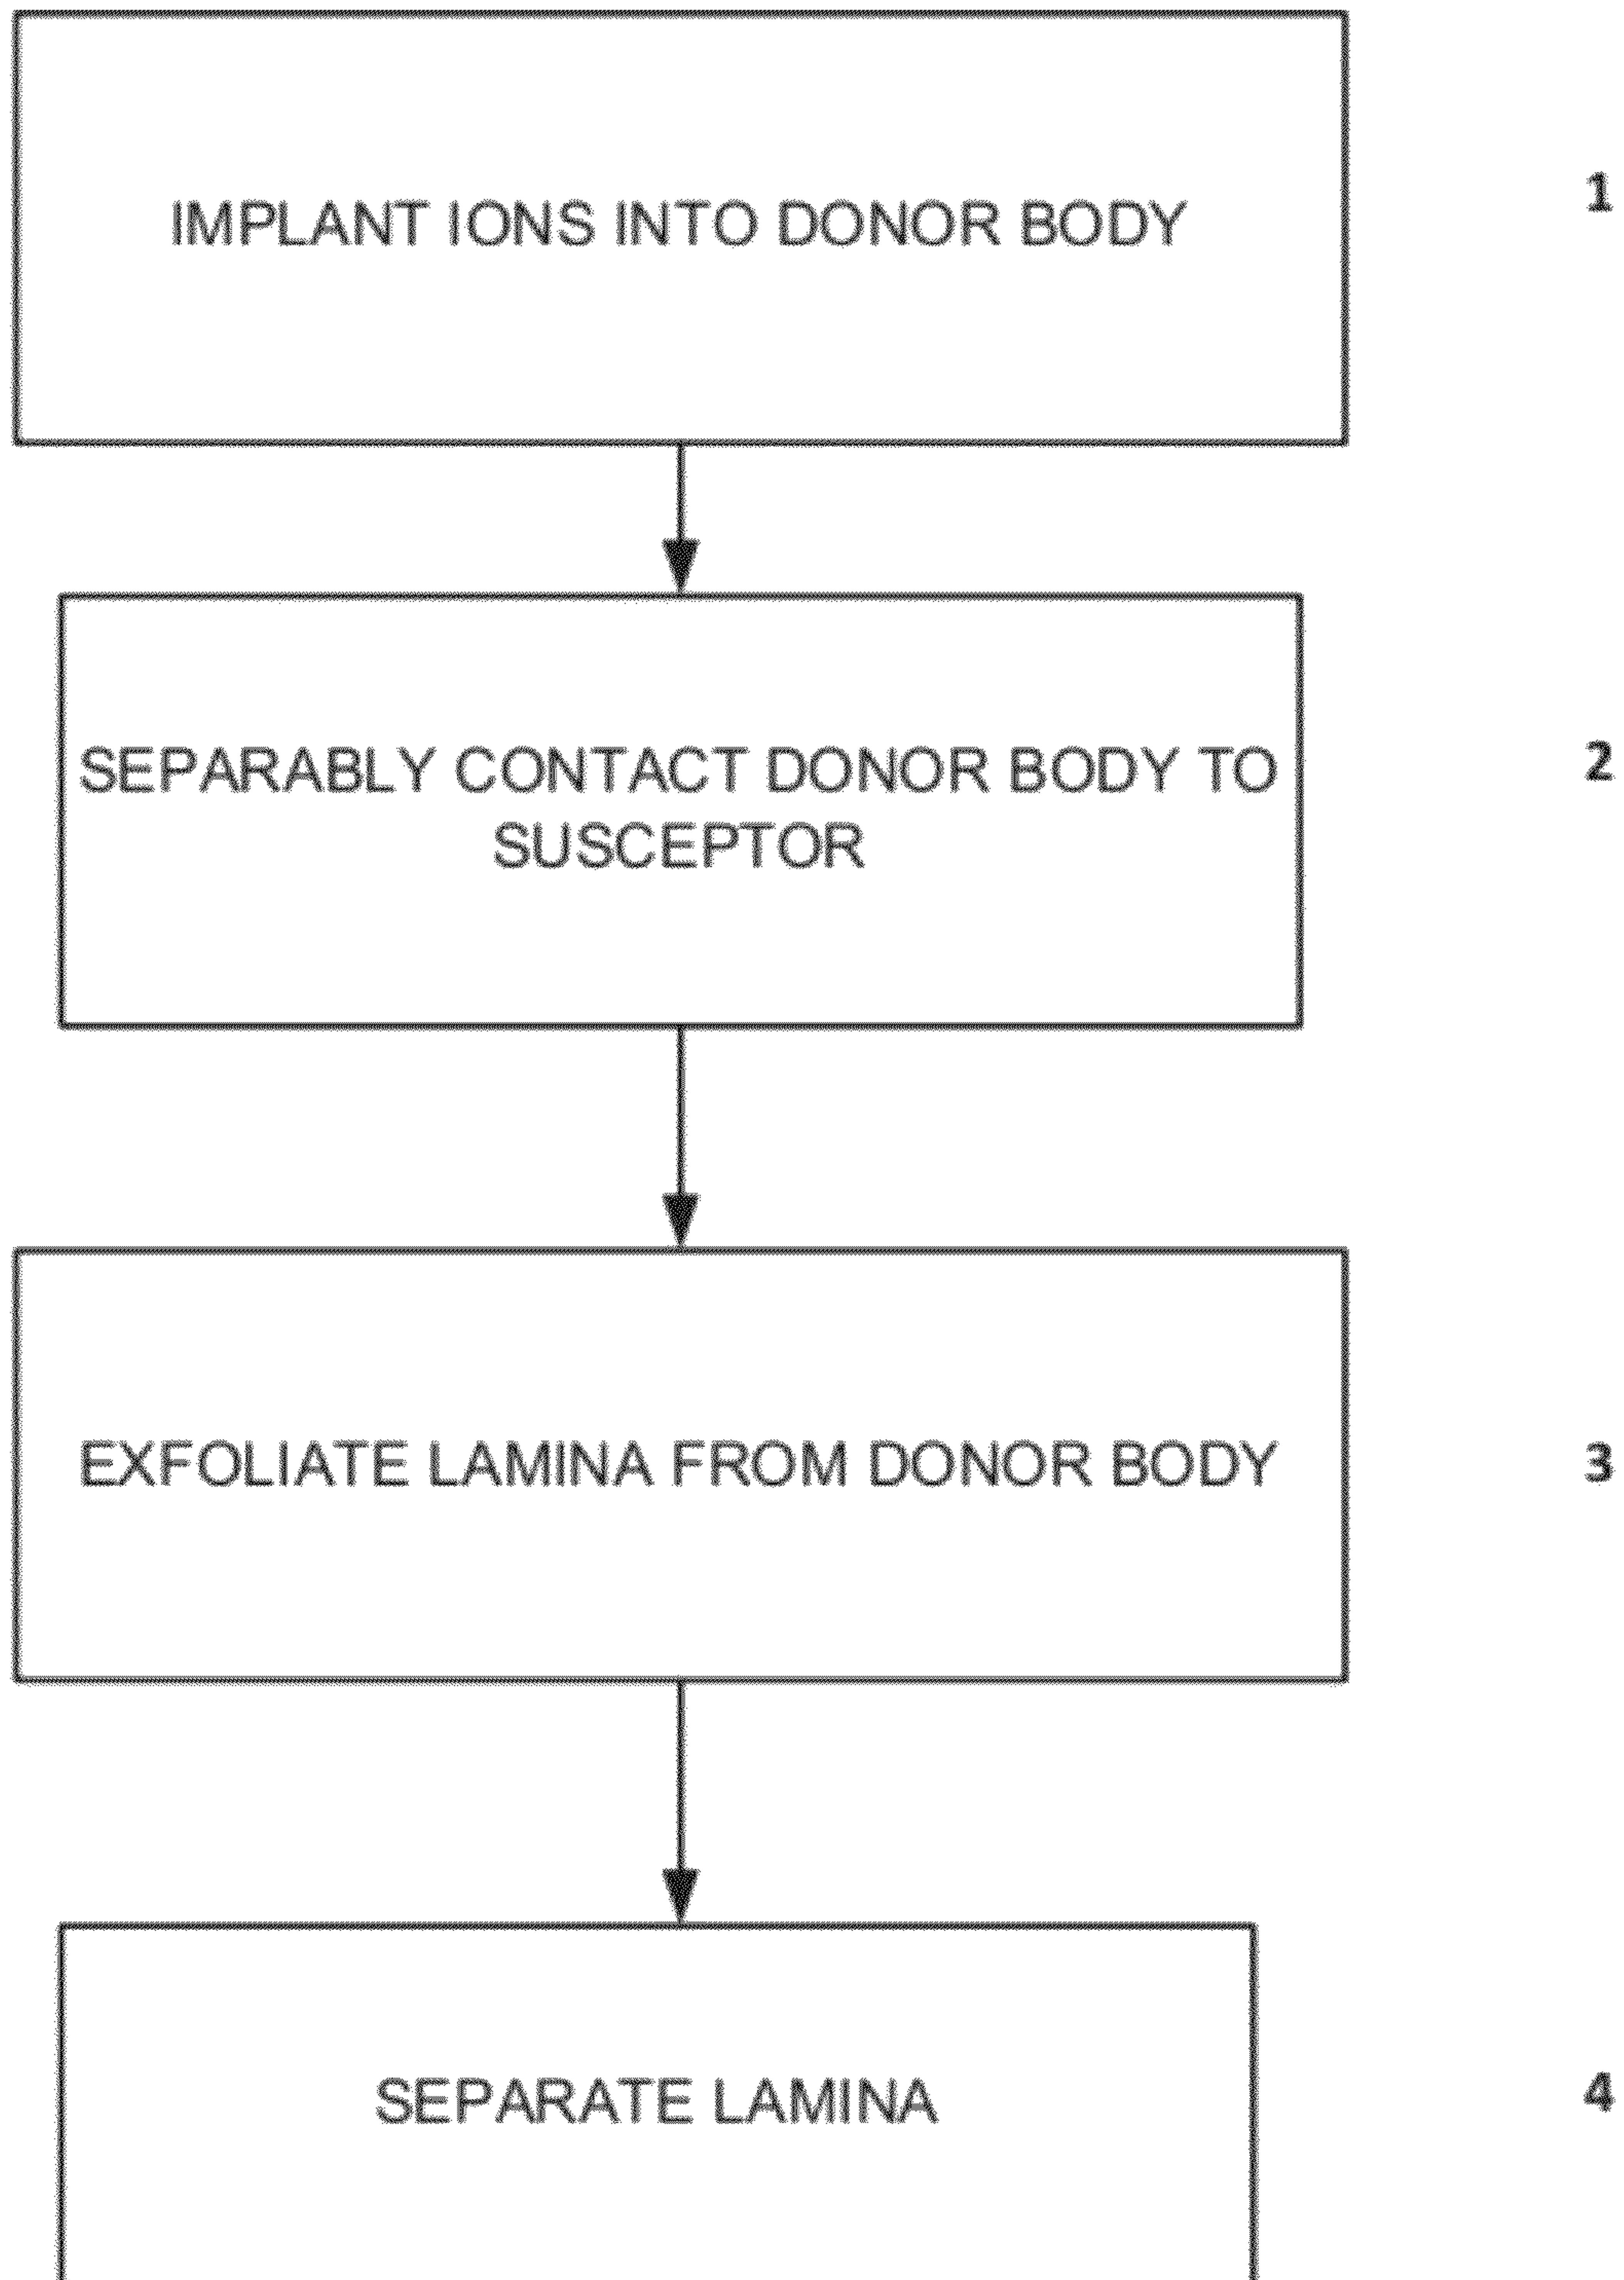 IMPLANT IONS INTO DONOR BODY
1
SEPARABLY CONTACT DONOR BODY TO
SUSCEPTOR
2
EXFOLIATE LAMINA FROM DONOR BODY
3
SEPARATE LAMINA
4